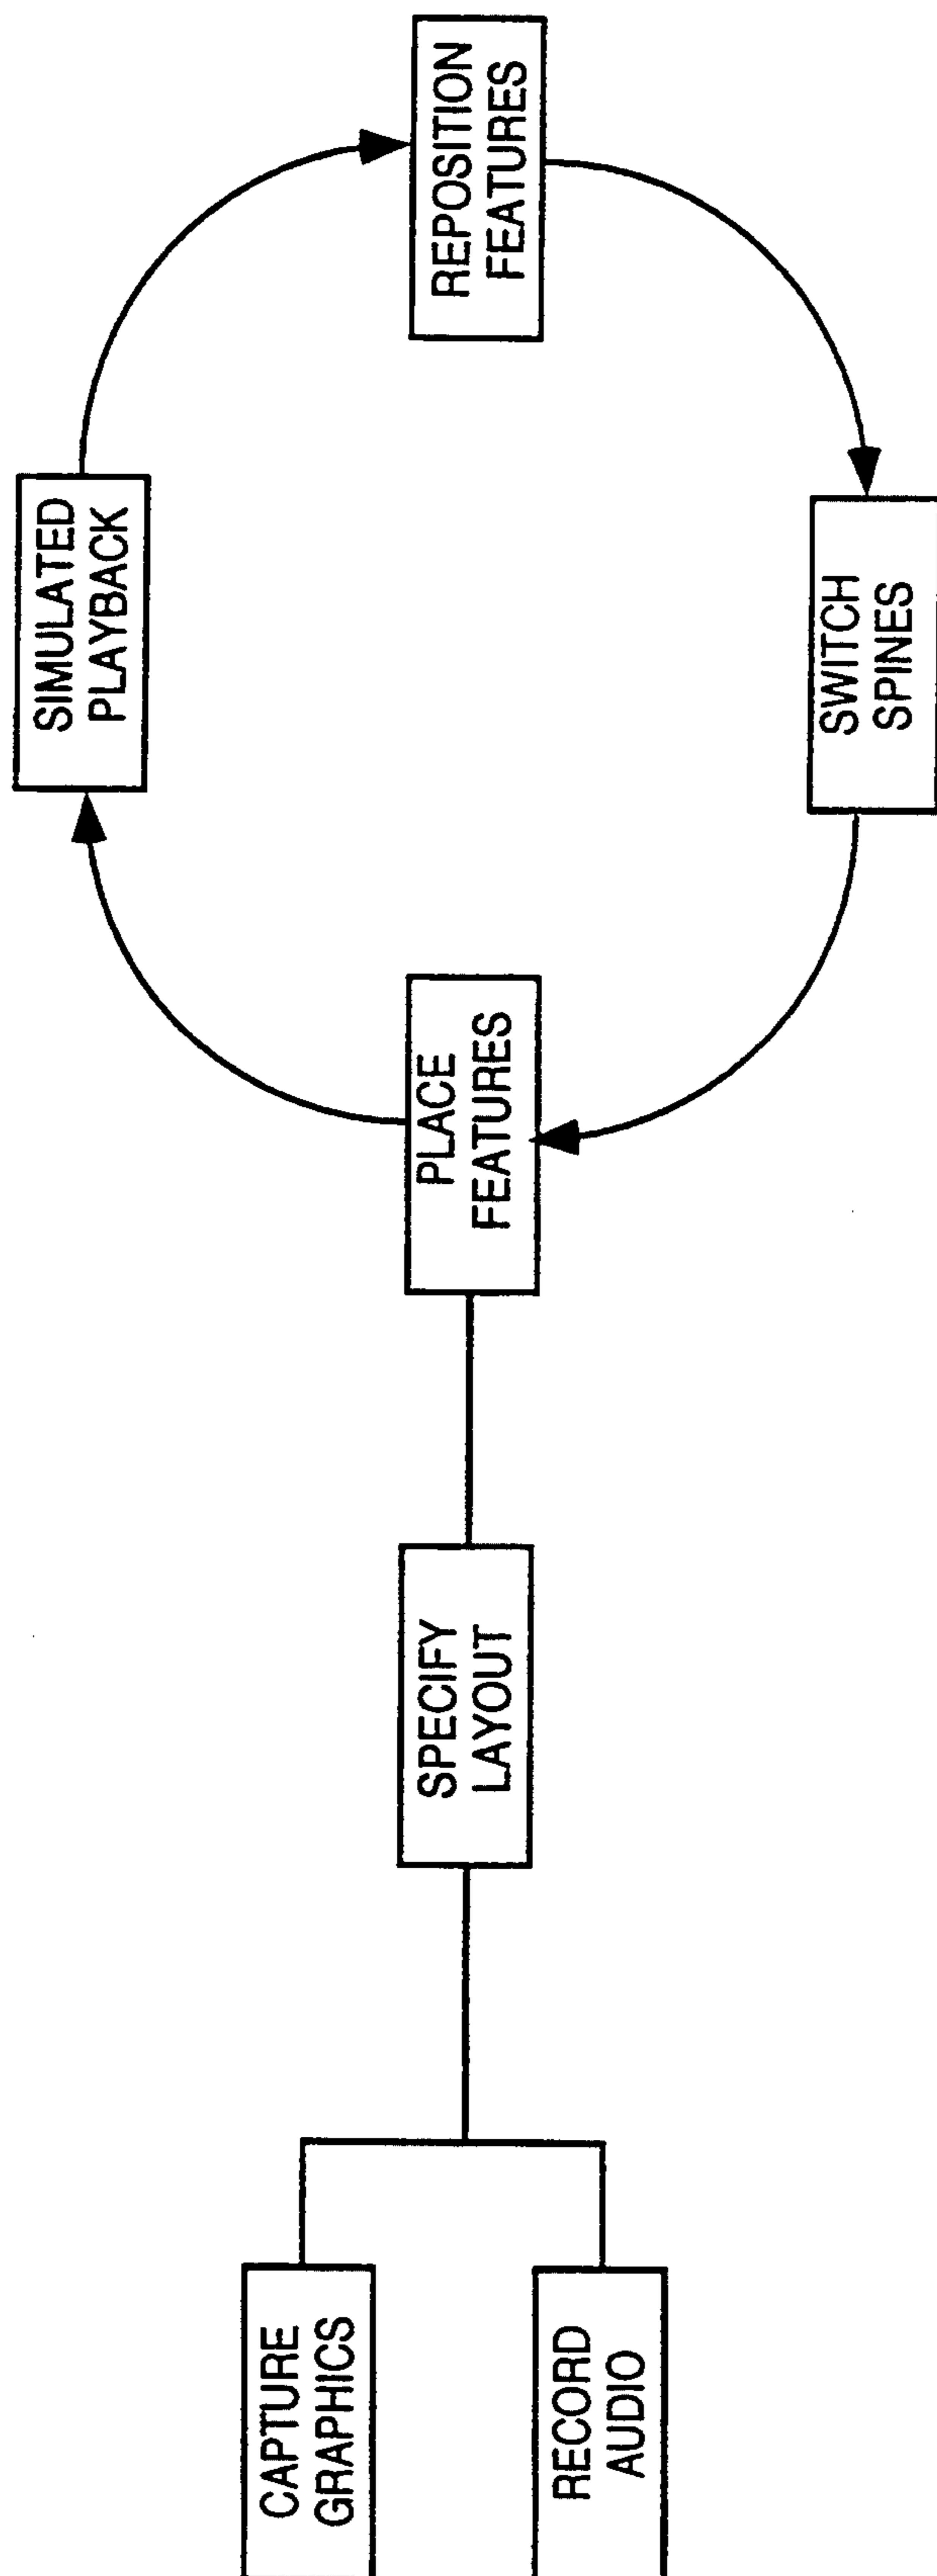 CAPTURE
GRAPHICS
RECORD
AUDIO
SPECIFY
LAYOUT
PLACE
FEATURES
SIMULATED
PLAYBACK
REPOSITION
FEATURES
SWITCH
SPINES